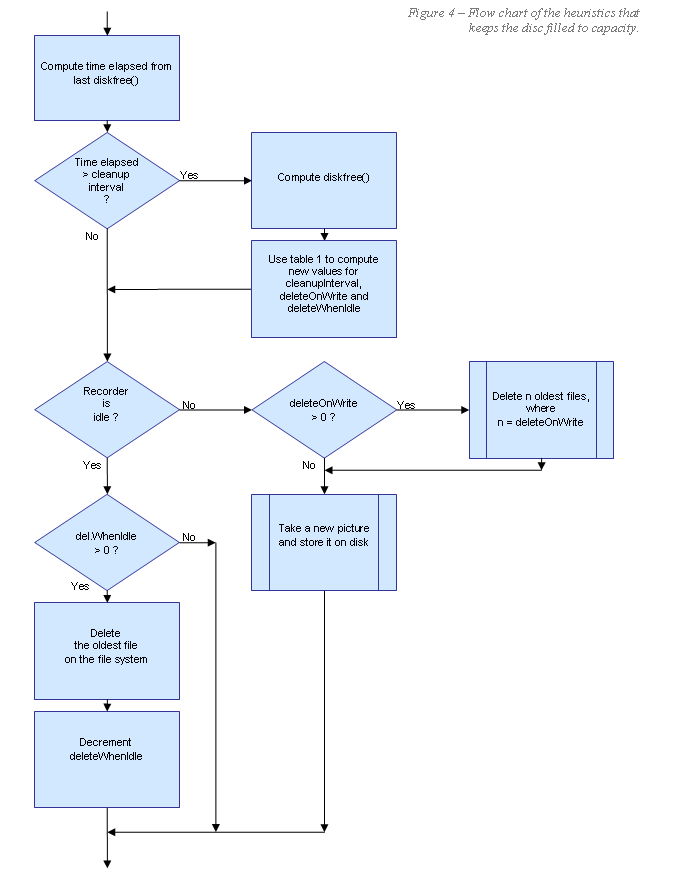 Figure 4 – Flow chart of the heuristics that
keeps the disc filled to capacity.
Compute time elapsed from
last diskfree()
Time elapsed
> cleanup
interval
?
Yes
No
Compute diskfree()
Use table 1 to compute
new values for
cleanupInterval,
deleteOnWrite and
deleteWhenIdle
Recorder
is
idle ?
No
Yes
deleteOnWrite
> 0 ?
Yes
No
Delete n oldest files,
where
n = deleteOnWrite
Take a new picture
and store it on disk
del.WhenIdle
> 0 ?
No
Yes
Delete
the oldest file
on the file system
Decrement
deleteWhenIdle